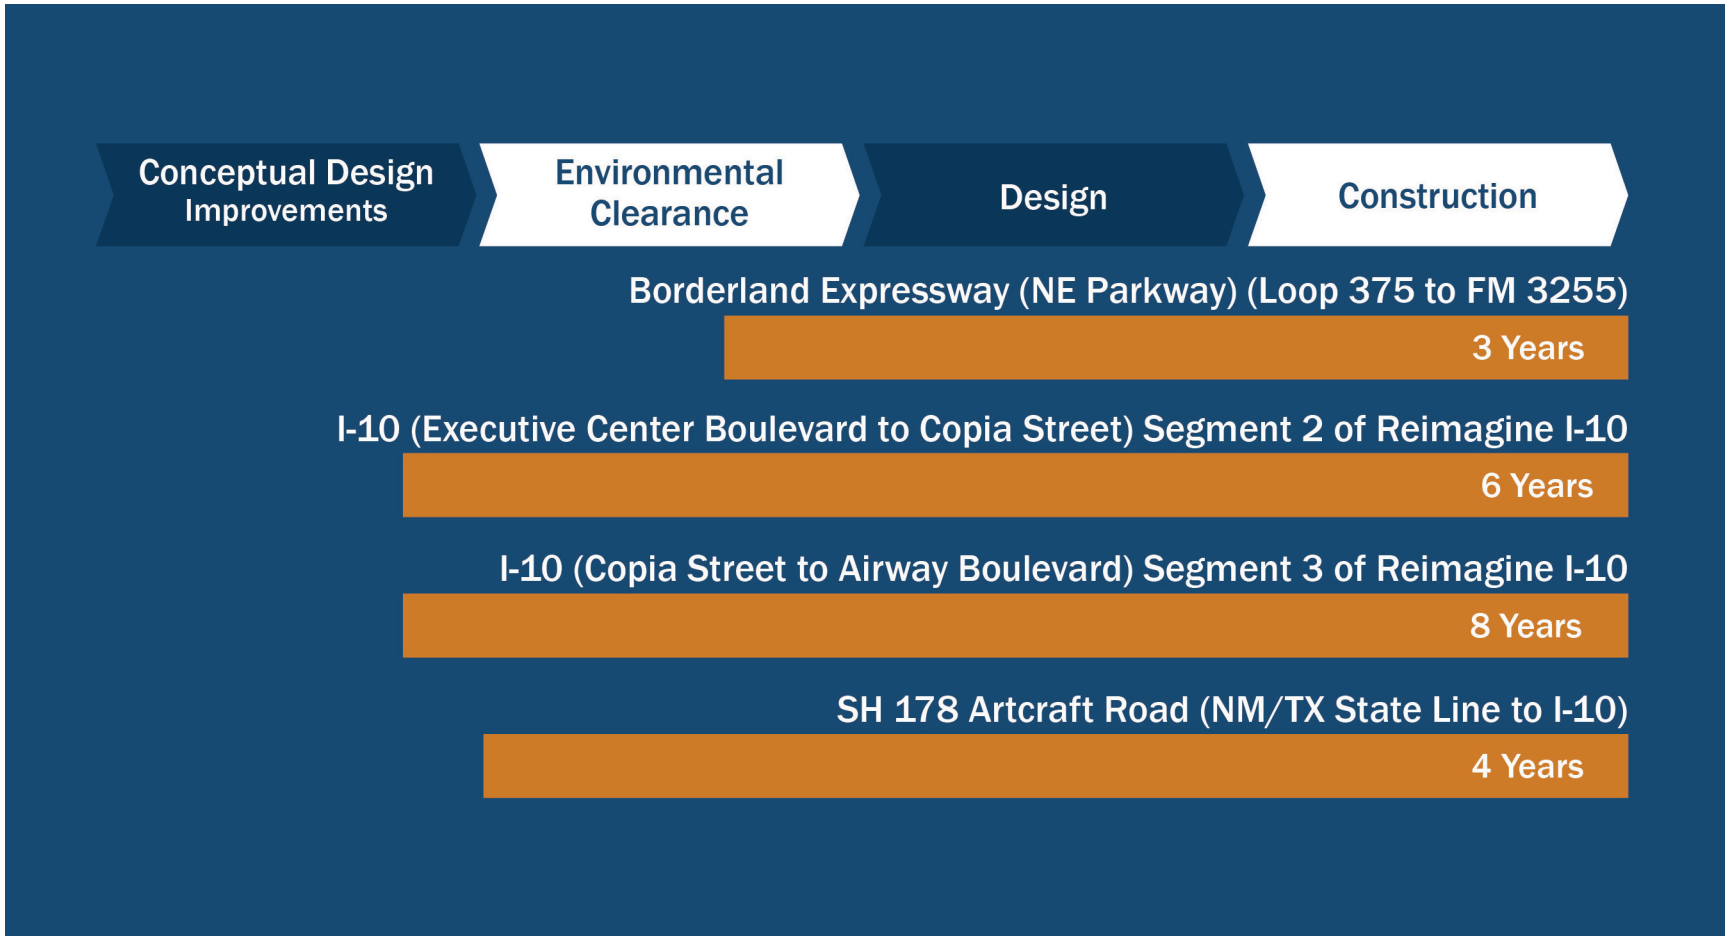 Conceptual Design
Improvements
Environmental
Clearance
Design
Construction
Borderland Expressway (NE Parkway) (Loop 375 to FM 3255)
3 Years
I-10 (Executive Center Boulevard to Copia Street) Segment 2 of Reimagine I-10
6 Years
I-10 (Copia Street to Airway Boulevard) Segment 3 of Reimagine I-10
8 Years
SH 178 Artcraft Road (NM/TX State Line to I-10)
4 Years